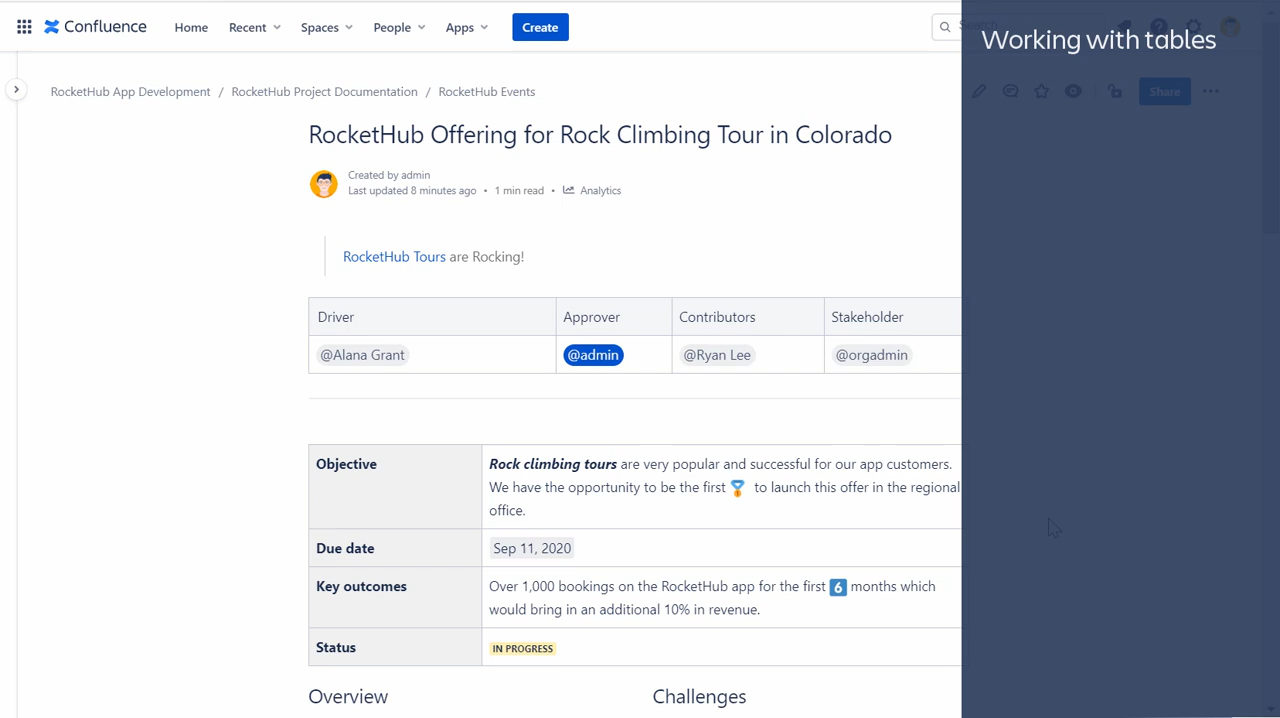 Confluence Home Recent Spaces People Apps Create Search
Working with tables
RocketHub App Development / RocketHub Project Documentation / RocketHub Events
Share
RocketHub Offering for Rock Climbing Tour in Colorado
Created by admin
Last updated 8 minutes ago • 1 min read • Analytics
RocketHub Tours are Rocking!
Driver Approver Contributors Stakeholder
@Alana Grant @admin @Ryan Lee @orgadmin
Objective Rock climbing tours are very popular and successful for our app customers.
We have the opportunity to be the first to launch this offer in the regional
office.
Due date Sep 11, 2020
Key outcomes Over 1,000 bookings on the RocketHub app for the first 6 months which
would bring in an additional 10% in revenue.
Status IN PROGRESS
Overview Challenges